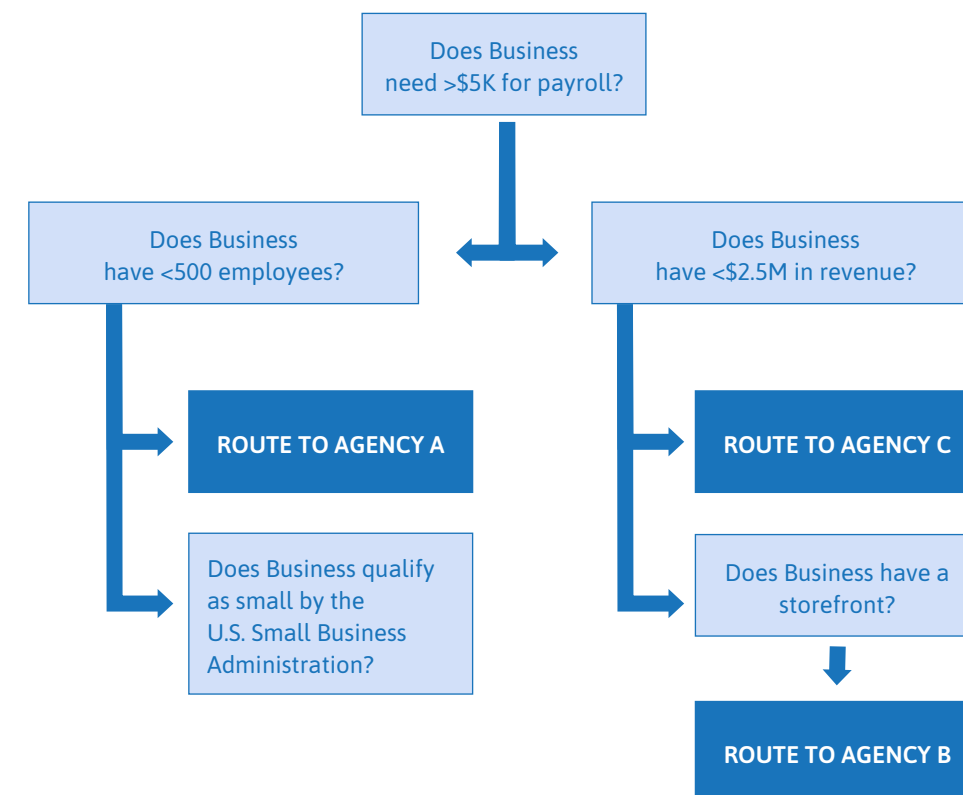 Does Business
need >$5K for payroll?
Does Business
have <500 employees?
Does Business
have <$2.5M in revenue?
ROUTE TO AGENCY A
ROUTE TO AGENCY C
Does Business qualify
as small by the
U.S. Small Business
Administration?
Does Business have a
storefront?
ROUTE TO AGENCY B